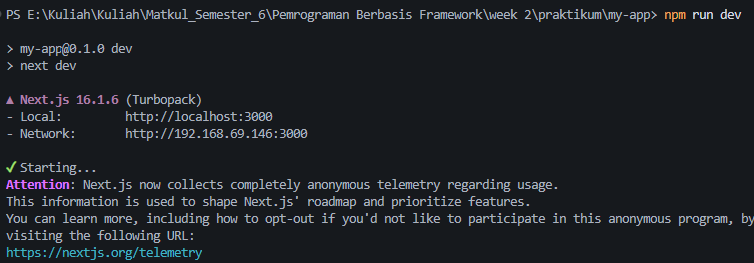 PS E:\Kuliah\Kuliah\Matkul_Semester_6\Pemrograman Berbasis Framework\week 2\praktikum\my-app> npm run dev
> my-app@0.1.0 dev
> next dev
▲ Next.js 16.1.6 (Turbopack)
- Local: http://localhost:3000
- Network: http://192.168.69.146:3000
✓ Starting...
Attention: Next.js now collects completely anonymous telemetry regarding usage.
This information is used to shape Next.js' roadmap and prioritize features.
You can learn more, including how to opt-out if you'd not like to participate in this anonymous program, by
visiting the following URL:
https://nextjs.org/telemetry